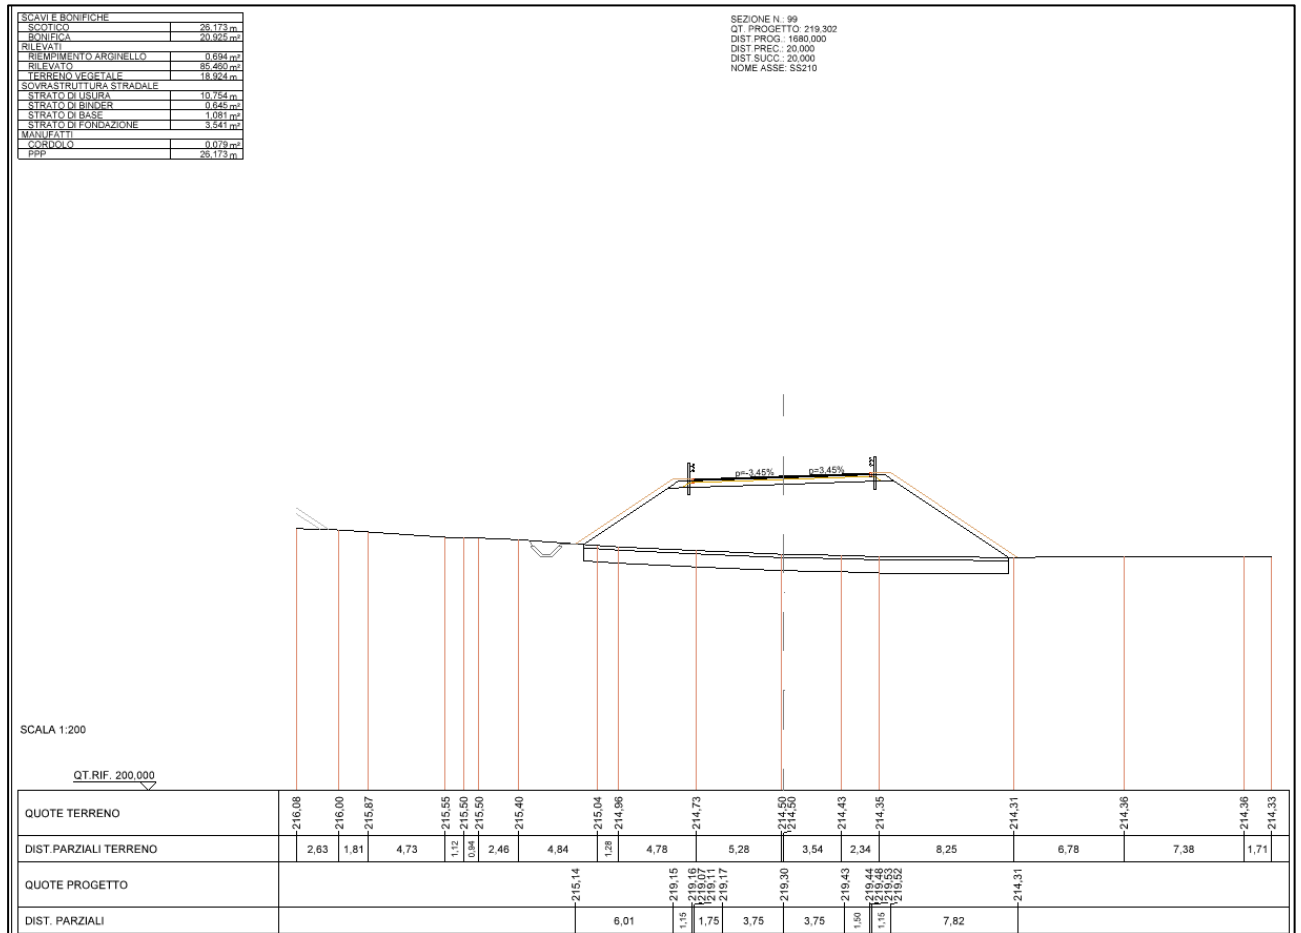 SCAVI E BONIFICHE
SCOTICO 26,173 m
BONIFICA 20,925 m²
RILEVATI
RIEMPIMENTO ARGINELLO 0,694 m²
RILEVATO 85,460 m²
TERRENO VEGETALE 18,924 m
SOVRASTRUTTURA STRADALE
STRATO DI USURA 10,754 m
STRATO DI BINDER 0,645 m²
STRATO DI BASE 1,081 m²
STRATO DI FONDAZIONE 3,541 m²
MANUFATTI
CORDOLO 0,079 m²
PPP 26,173 m
SEZIONE N.: 99
QT. PROGETTO: 219,302
DIST.PROG.: 1680,000
DIST.PREC.: 20,000
DIST.SUCC.: 20,000
NOME ASSE: SS210
p=-3,45% p=3,45%
SCALA 1:200
QT.RIF. 200,000
QUOTE TERRENO 216,08 216,00 215,87 215,55 215,50 215,50 215,40 215,04 214,96 214,73 214,50 214,50 214,43 214,35 214,31 214,36 214,36 214,33
DIST.PARZIALI TERRENO 2,63 1,81 4,73 1,12 0,94 2,46 4,84 1,28 4,78 5,28 3,54 2,34 8,25 6,78 7,38 1,71
QUOTE PROGETTO 215,14 219,15 219,16 219,07 219,11 219,17 219,30 219,43 219,44 219,48 219,53 219,52 214,31
DIST. PARZIALI 6,01 1,15 1,75 3,75 3,75 1,50 1,15 7,82